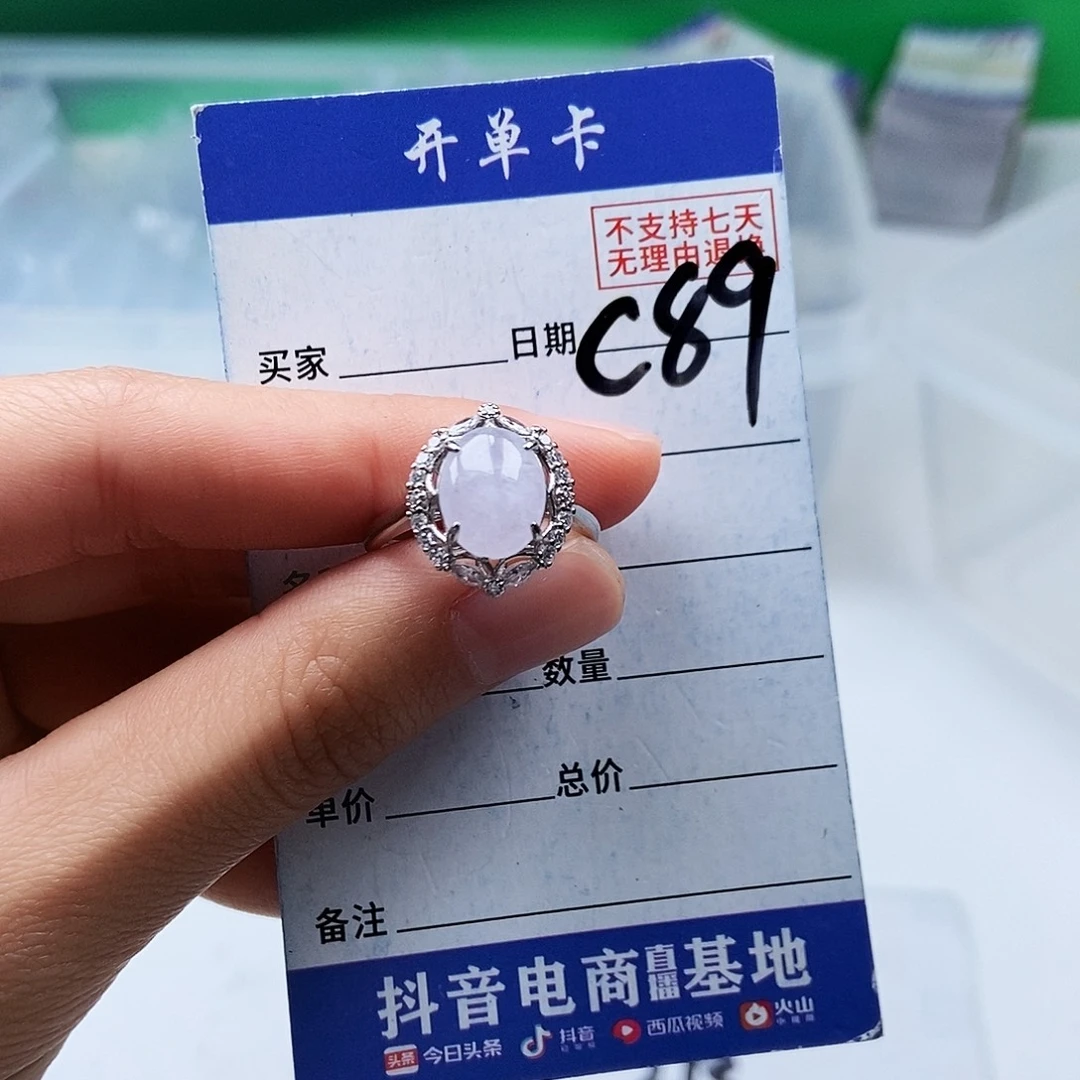 开单卡
不支持七天
无理由退换
C89
买家 日期
数量
单价 总价
备注
抖音电商直播基地
头条 今日头条 抖音 西瓜视频 火山